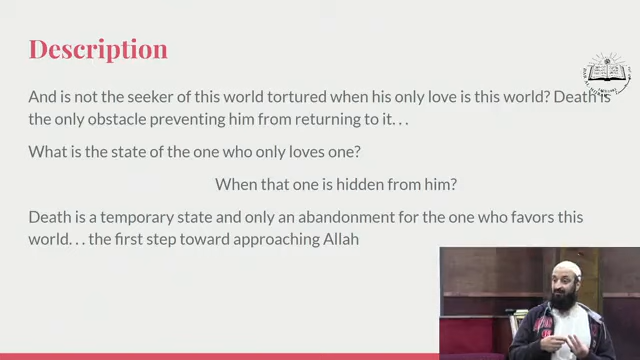 Description
And is not the seeker of this world tortured when his only love is this world? Death is
the only obstacle preventing him from returning to it. . .
What is the state of the one who only loves one?
When that one is hidden from him?
Death is a temporary state and only an abandonment for the one who favors this
world. . . the first step toward approaching Allah